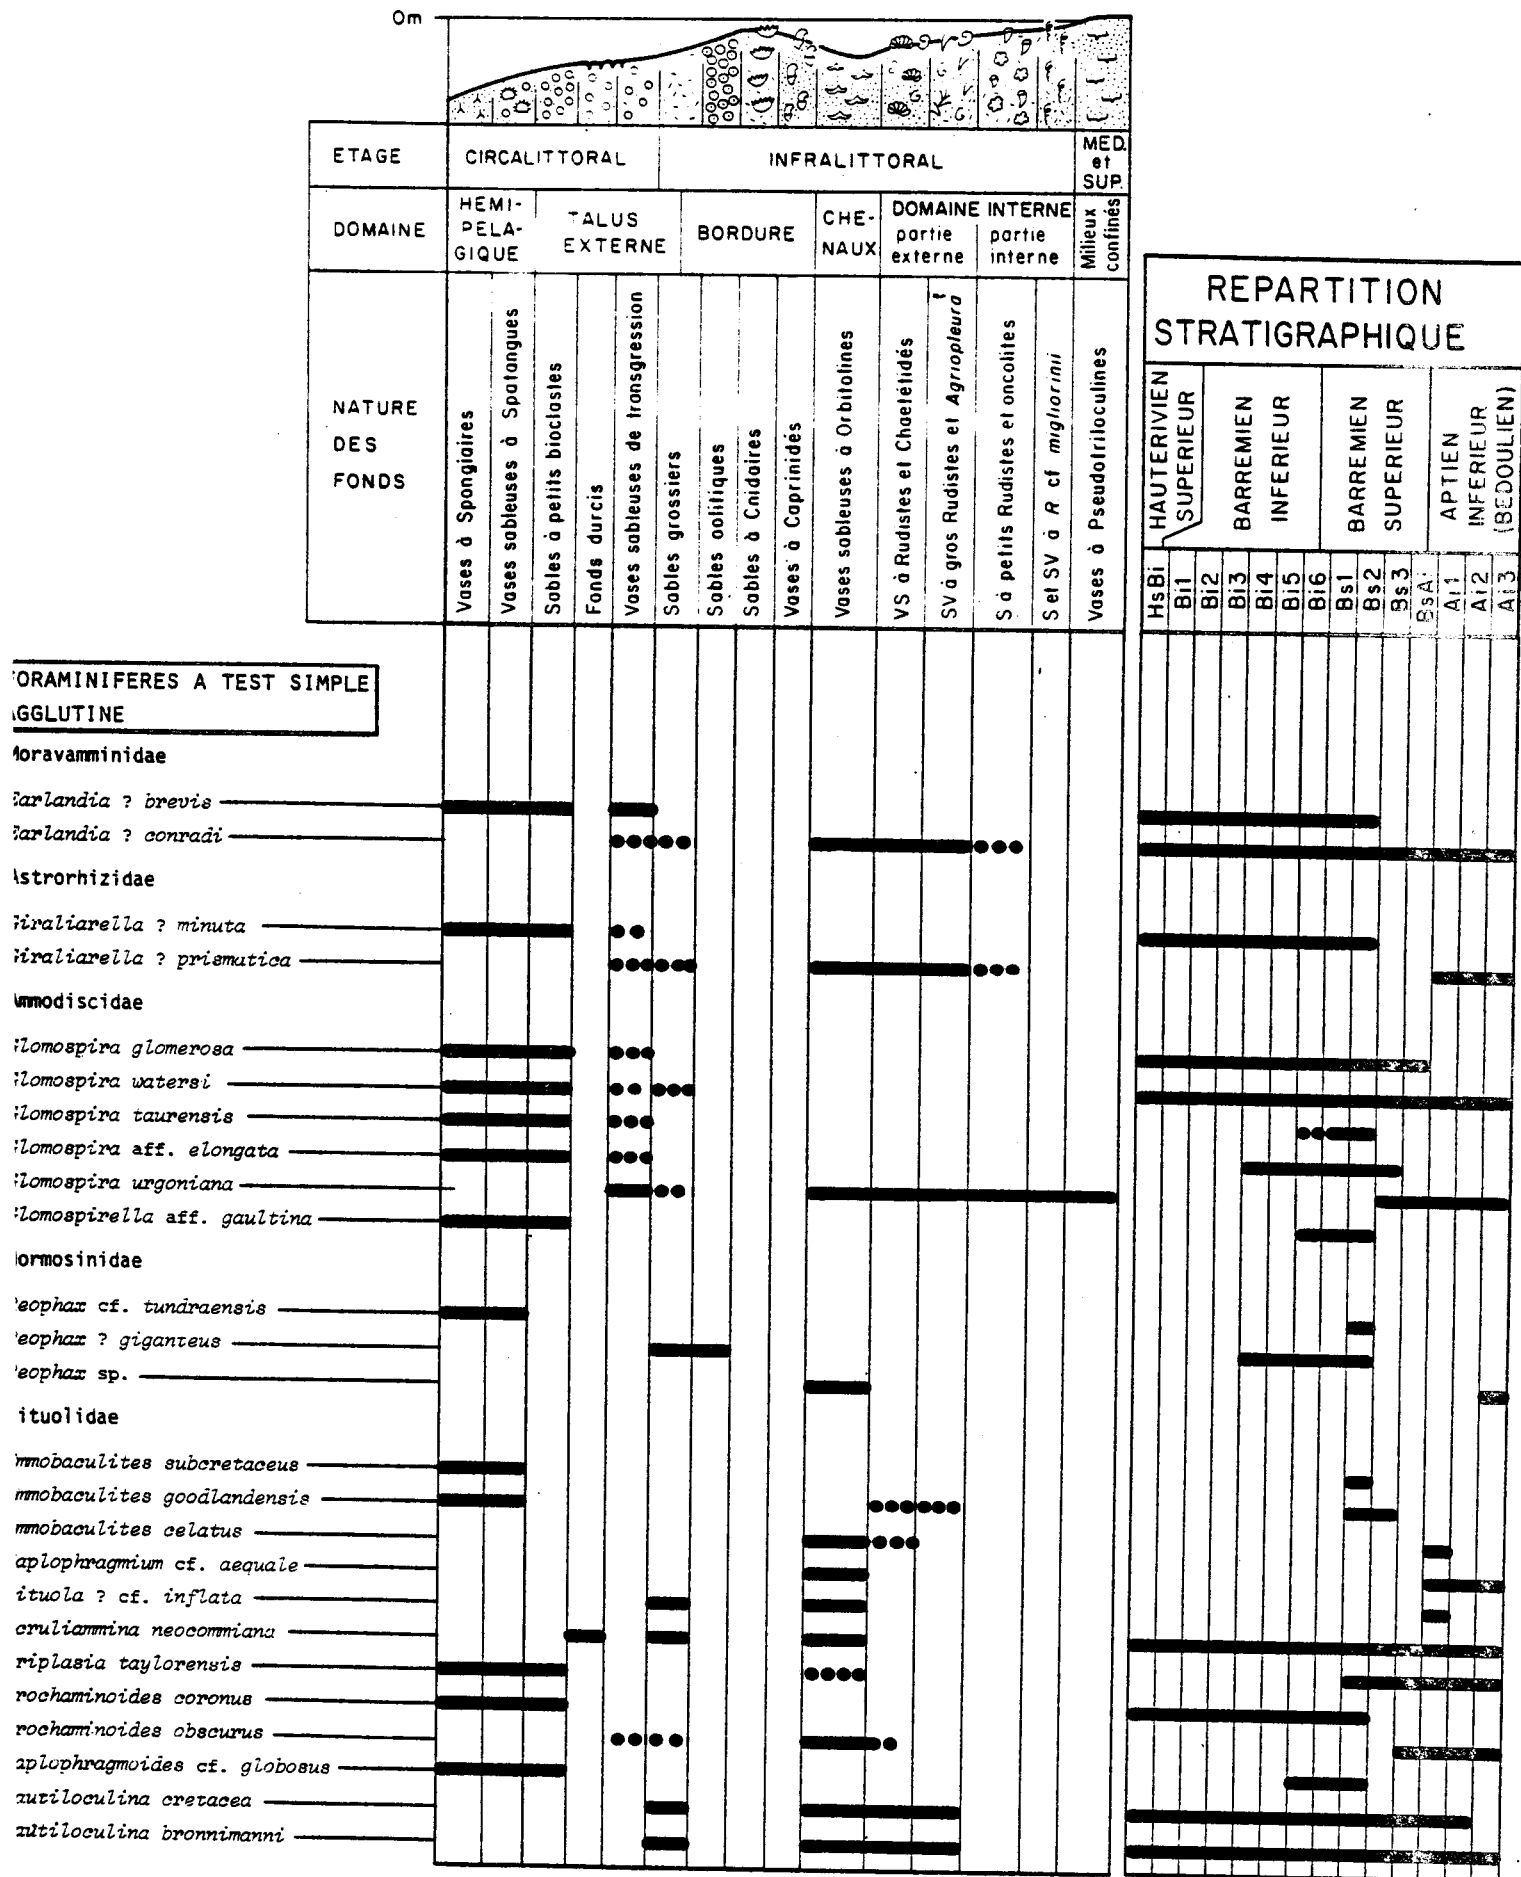 0m
ETAGE
CIRCALITTORAL
INFRALITTORAL
MED.
et
SUP.
DOMAINE
HEMI-
PELA-
GIQUE
TALUS
EXTERNE
BORDURE
CHE-
NAUX
DOMAINE INTERNE
partie
externe
partie
interne
Milieux
confinés
NATURE
DES
FONDS
Vases à Spongiaires
Vases sableuses à Spatangues
Sables à petits bioclastes
Fonds durcis
Vases sableuses de transgression
Sables grossiers
Sables oolitiques
Sables à Cnidaires
Vases à Caprinidés
Vases sableuses à Orbitolines
VS à Rudistes et Chaetétidés
SV à gros Rudistes et Agriopleura
S à petits Rudistes et oncolites
S et SV à R. cf migliorinii
Vases à Pseudotriloculines
REPARTITION
STRATIGRAPHIQUE
HAUTERIVIEN
SUPERIEUR
BARREMIEN
INFERIEUR
BARREMIEN
SUPERIEUR
APTIEN
INFERIEUR
(BEDOULIEN)
HsBi
Bi1
Bi2
Bi3
Bi4
Bi5
Bi6
Bs1
Bs2
Bs3
BsAi
Ai1
Ai2
Ai3
ORAMINIFERES A TEST SIMPLE
GGLUTINE
Moravamminidae
Earlandia ? brevis
Earlandia ? conradi
Astrorhizidae
Giraliarella ? minuta
Giraliarella ? prismatica
Ammodiscidae
Glomospira glomerosa
Glomospira watersi
Glomospira taurensis
Glomospira aff. elongata
Glomospira urgoniana
Glomospirella aff. gaultina
ormosinidae
eophax cf. tundraensis
eophax ? giganteus
eophax sp.
ituolidae
mmobaculites subcretaceus
mmobaculites goodlandensis
mmobaculites celatus
aplophragmium cf. aequale
ituola ? cf. inflata
cruliammina neocomiana
riplasia taylorensis
rochaminoides coronus
rochaminoides obscurus
aplophragmoides cf. globosus
autiloculina cretacea
autiloculina bronnimanni